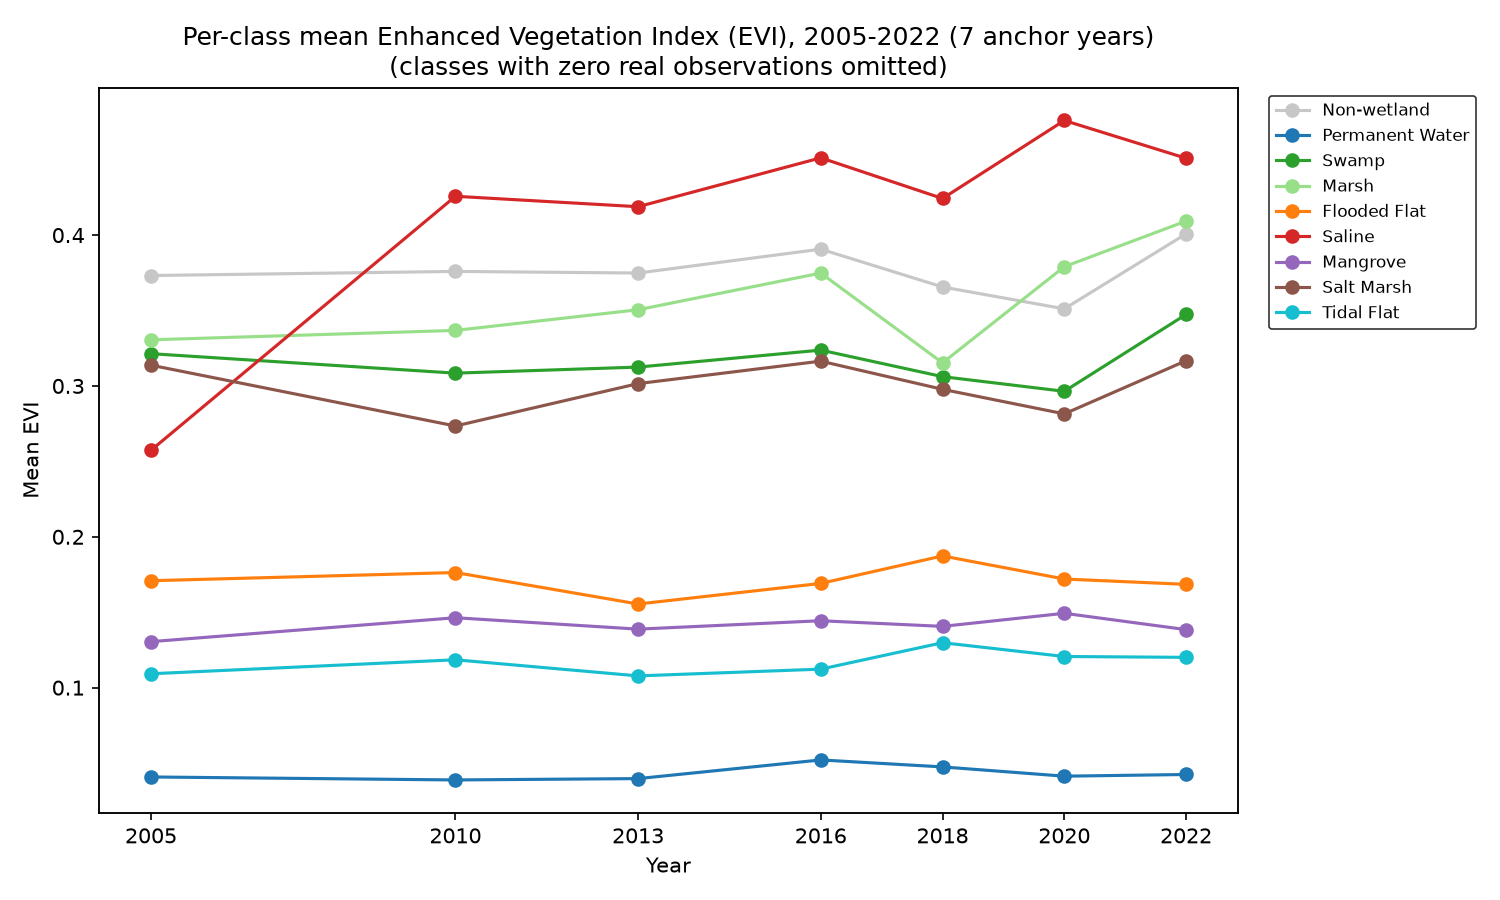 Per-class mean Enhanced Vegetation Index (EVI), 2005-2022 (7 anchor years)
(classes with zero real observations omitted)
Non-wetland
Permanent Water
Swamp
Marsh
Flooded Flat
Saline
Mangrove
Salt Marsh
Tidal Flat
Mean EVI
0.4
0.3
0.2
0.1
2005 2010 2013 2016 2018 2020 2022
Year